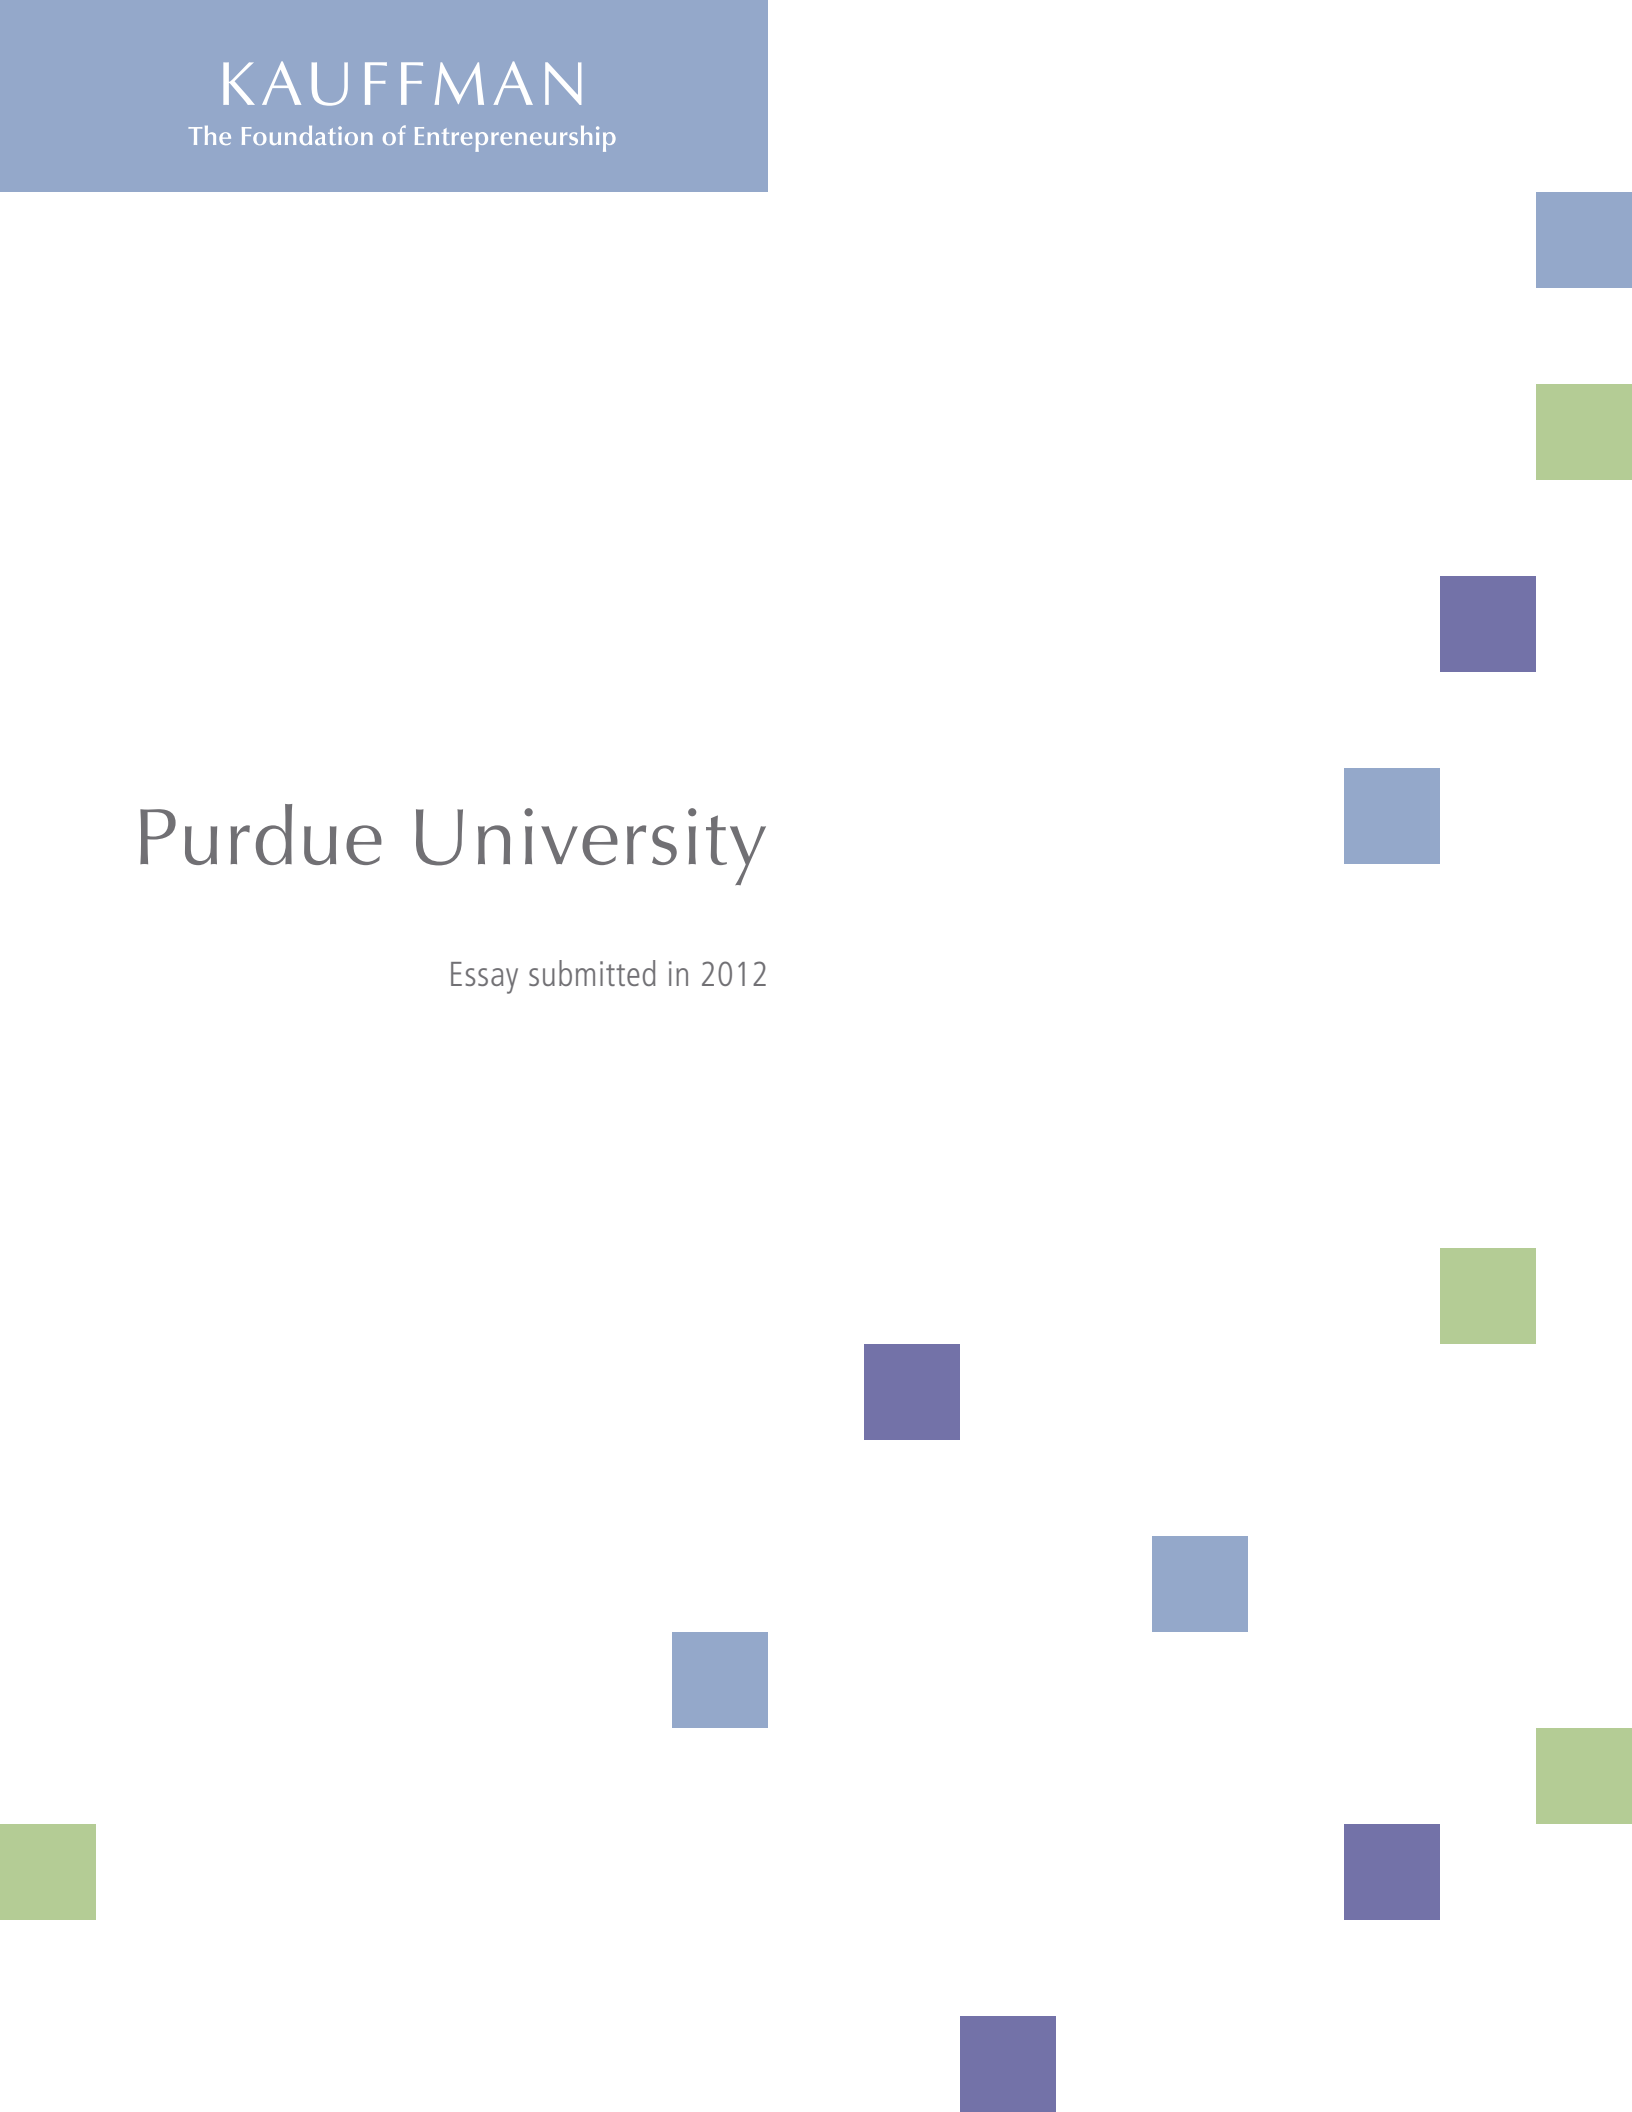 KAUFFMAN
The Foundation of Entrepreneurship
Purdue University
Essay submitted in 2012